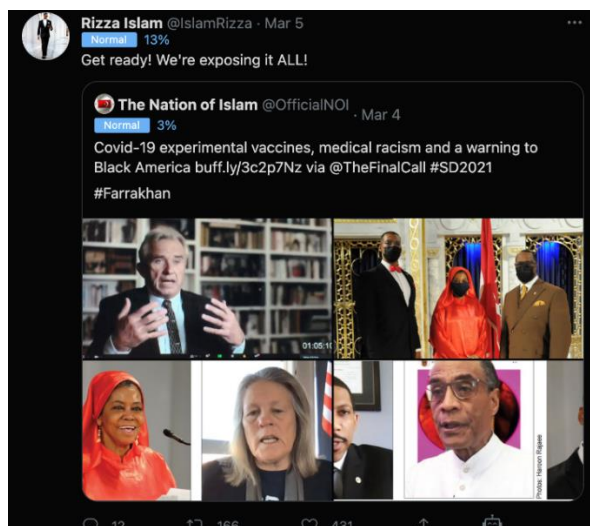 Rizza Islam @IslamRizza · Mar 5
Normal 13%
Get ready! We're exposing it ALL!
The Nation of Islam @OfficialNOI · Mar 4
Normal 3%
Covid-19 experimental vaccines, medical racism and a warning to
Black America buff.ly/3c2p7Nz via @TheFinalCall #SD2021
#Farrakhan
01:05:10
Photos: Haroon Rajaee
12 166 431